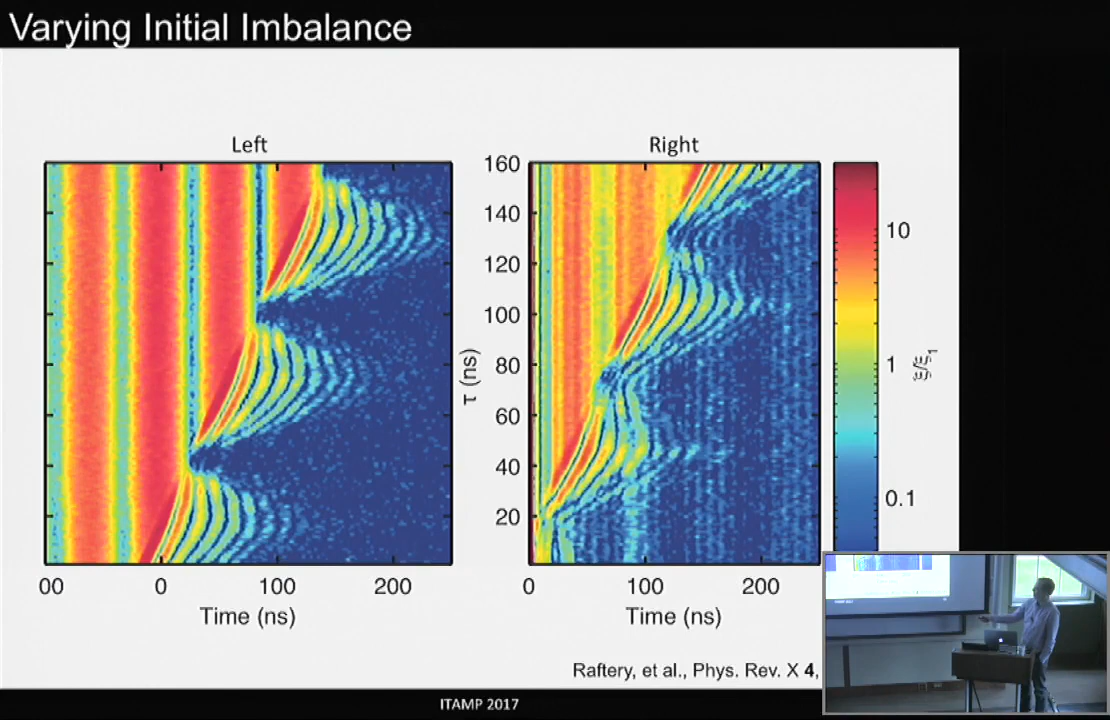 Varying Initial Imbalance
Left
Right
160
140
120
100
80
60
40
20
τ (ns)
00 0 100 200
Time (ns)
0 100 200
Time (ns)
10
1
0.1
ξ/ξ1
Raftery, et al., Phys. Rev. X 4,
ITAMP 2017